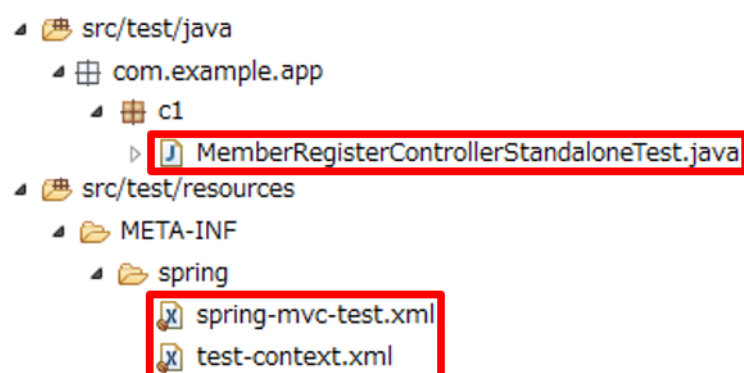 src/test/java
com.example.app
c1
MemberRegisterControllerStandaloneTest.java
src/test/resources
META-INF
spring
spring-mvc-test.xml
test-context.xml